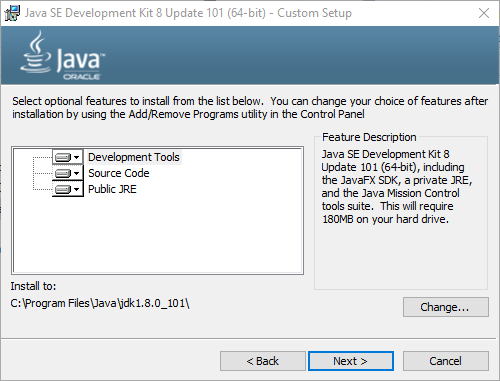 Java SE Development Kit 8 Update 101 (64-bit) - Custom Setup
Java
ORACLE
Select optional features to install from the list below.  You can change your choice of features after
installation by using the Add/Remove Programs utility in the Control Panel
Development Tools
Source Code
Public JRE
Feature Description
Java SE Development Kit 8
Update 101 (64-bit), including
the JavaFX SDK, a private JRE,
and the Java Mission Control
tools suite.  This will require
180MB on your hard drive.
Install to:
C:\Program Files\Java\jdk1.8.0_101\
Change...
< Back
Next >
Cancel